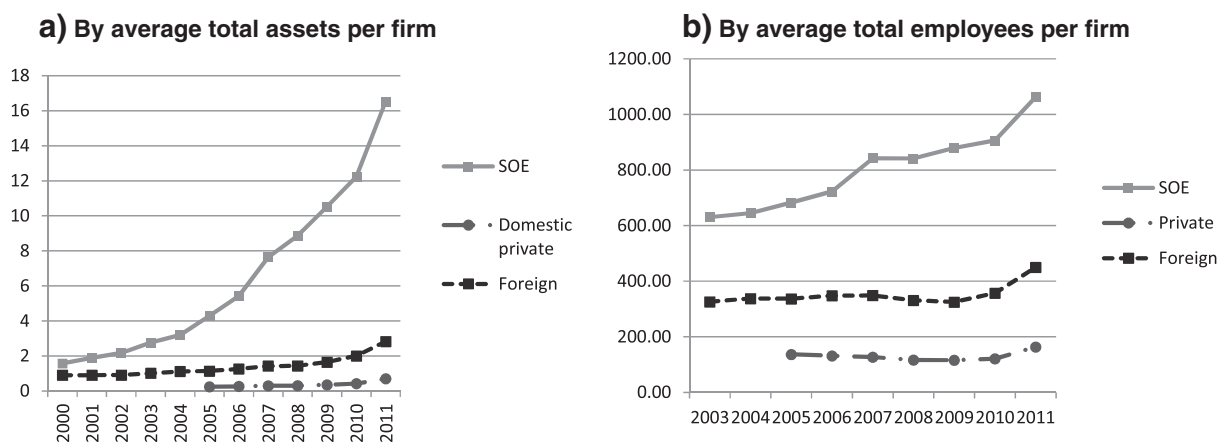 a) By average total assets per firm
18
16
14
12
10
8
6
4
2
0
2000
2001
2002
2003
2004
2005
2006
2007
2008
2009
2010
2011
SOE
Domestic
private
Foreign
b) By average total employees per firm
1200.00
1000.00
800.00
600.00
400.00
200.00
0.00
2003 2004 2005 2006 2007 2008 2009 2010 2011
SOE
Private
Foreign